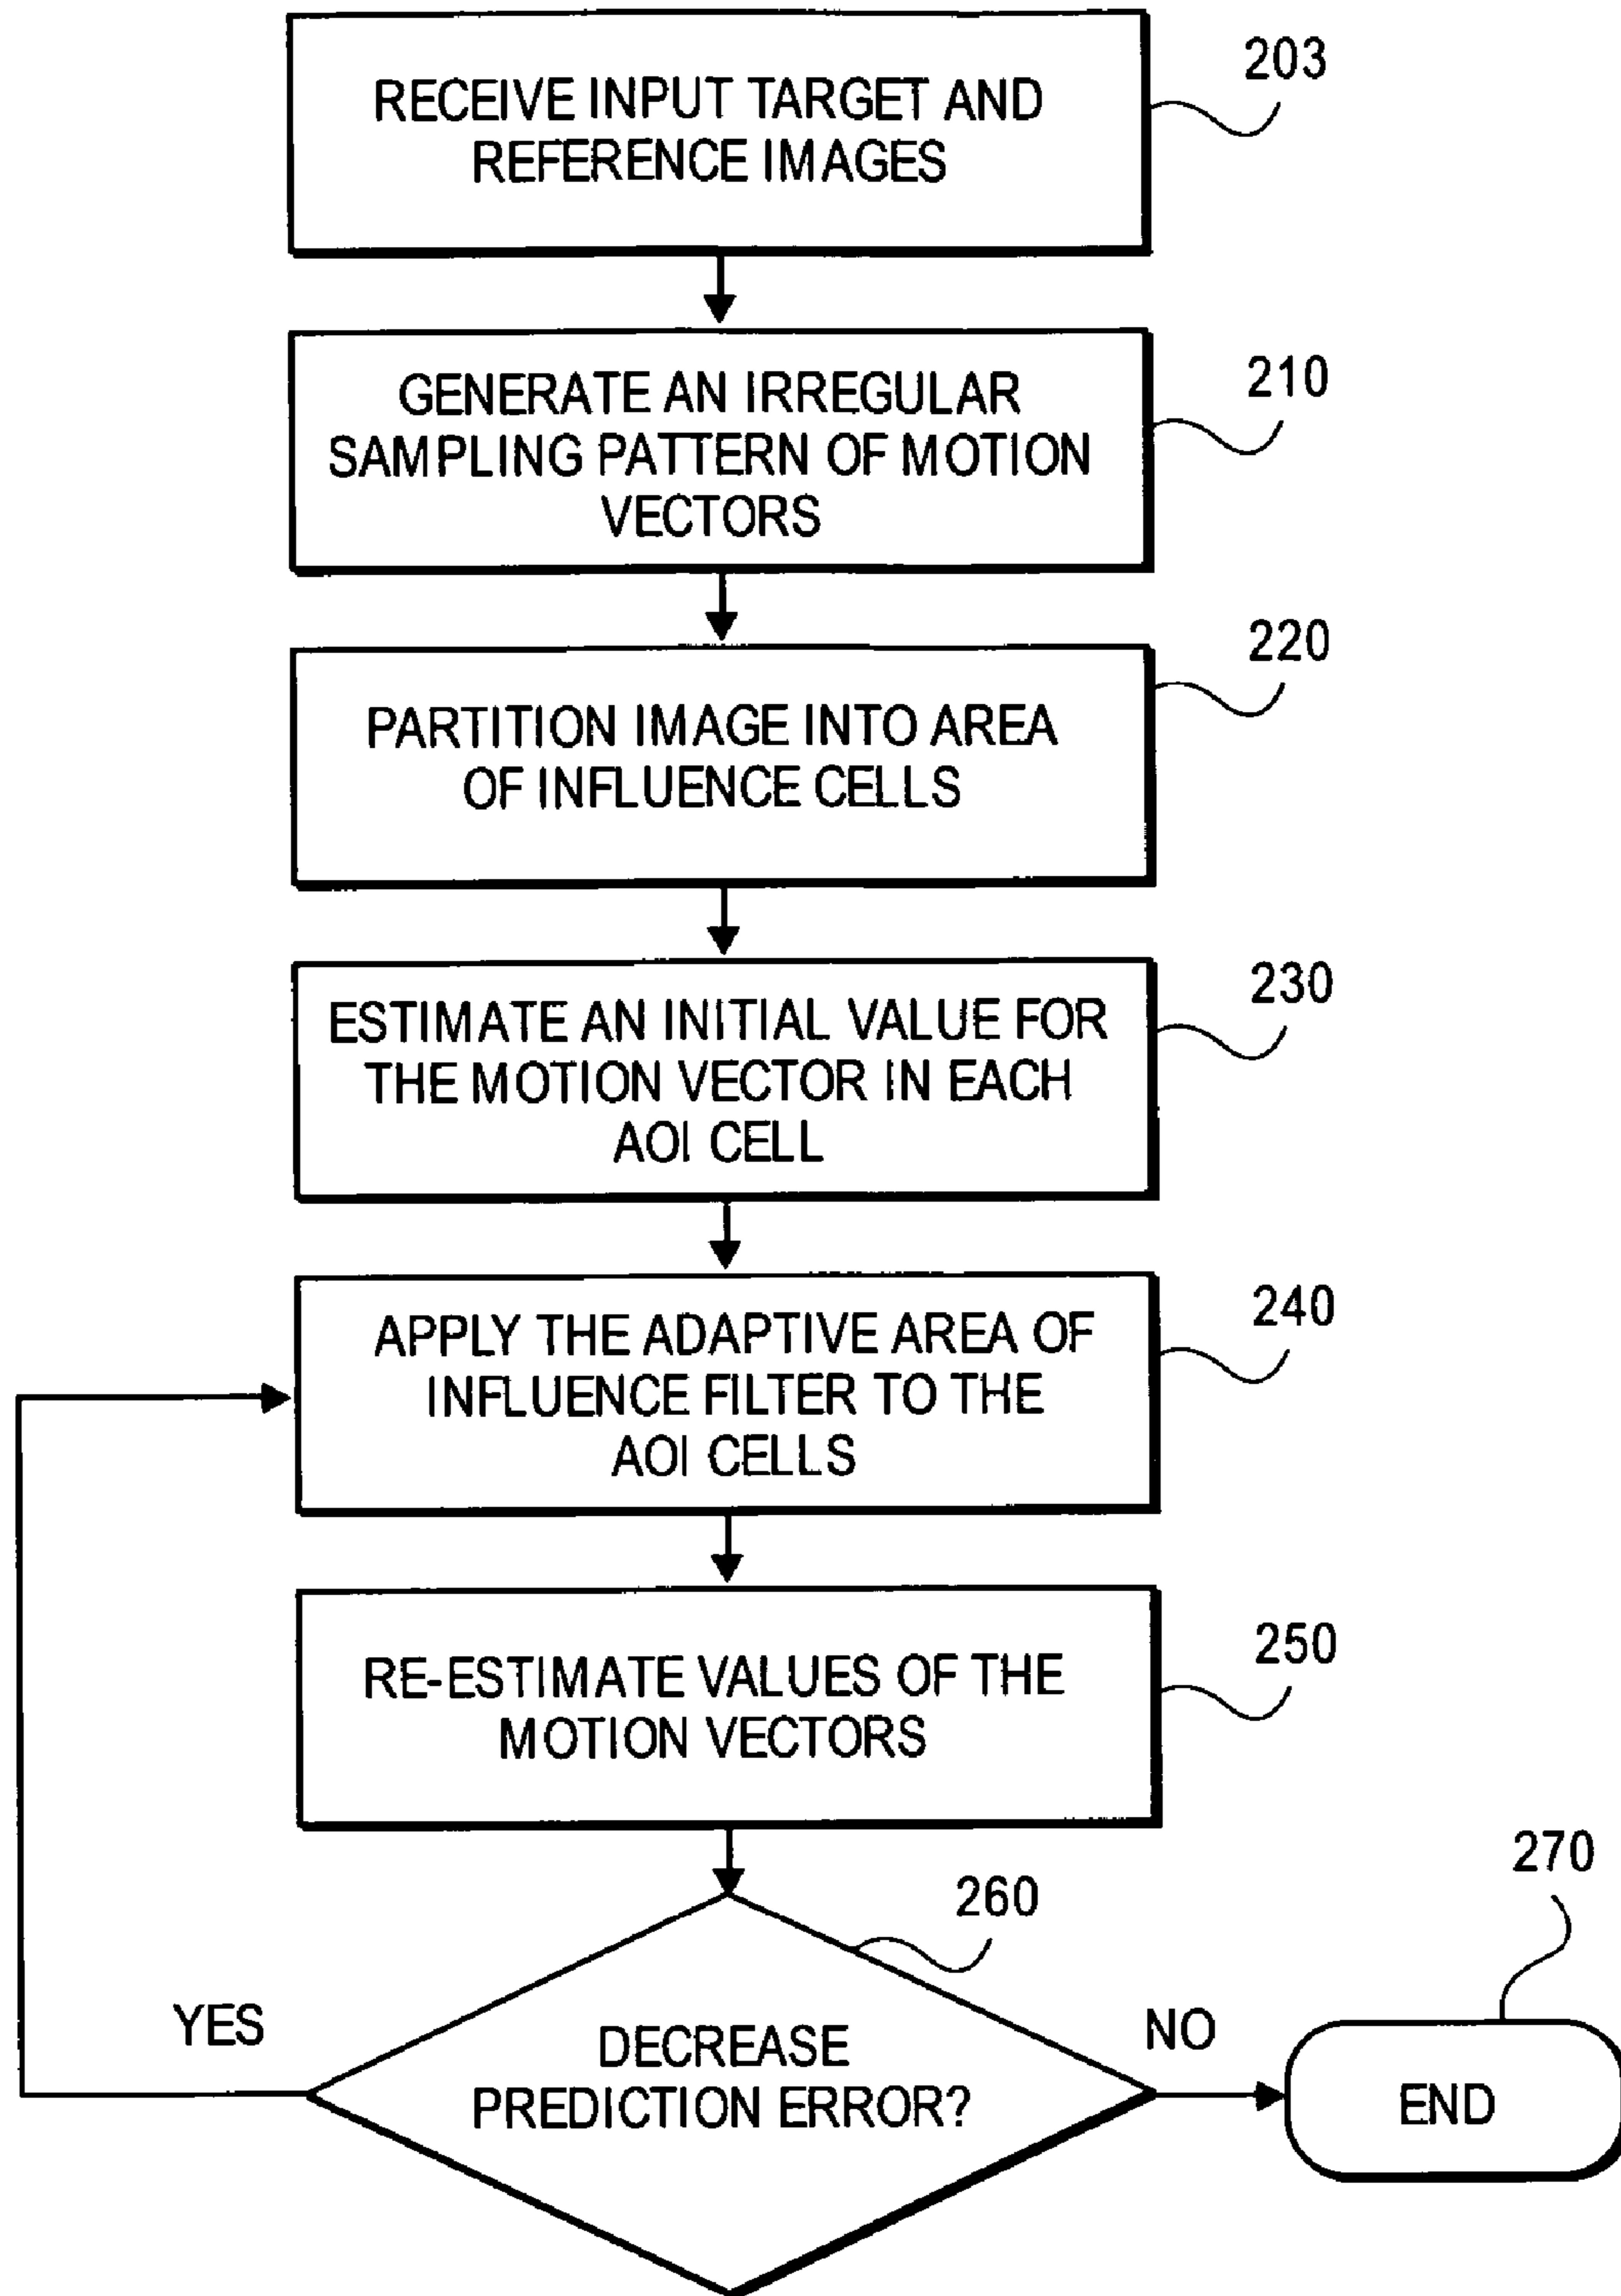 RECEIVE INPUT TARGET AND
REFERENCE IMAGES
203
GENERATE AN IRREGULAR
SAMPLING PATTERN OF MOTION
VECTORS
210
PARTITION IMAGE INTO AREA
OF INFLUENCE CELLS
220
ESTIMATE AN INITIAL VALUE FOR
THE MOTION VECTOR IN EACH
AOI CELL
230
APPLY THE ADAPTIVE AREA OF
INFLUENCE FILTER TO THE
AOI CELLS
240
RE-ESTIMATE VALUES OF THE
MOTION VECTORS
250
260
270
YES
DECREASE
PREDICTION ERROR?
NO
END